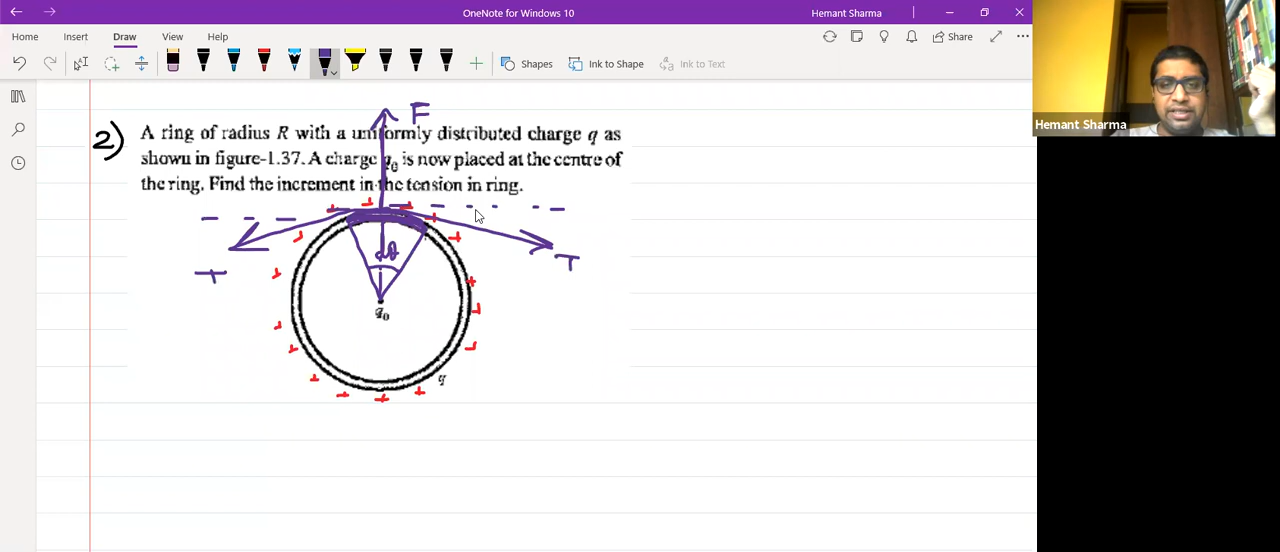 OneNote for Windows 10
Hemant Sharma
Home Insert Draw View Help
Share
Shapes Ink to Shape Ink to Text
Hemant Sharma
F
2) A ring of radius R with a uniformly distributed charge q as
shown in figure-1.37. A charge q₀ is now placed at the centre of
the ring. Find the increment in the tension in ring.
dθ
T T
q₀
q